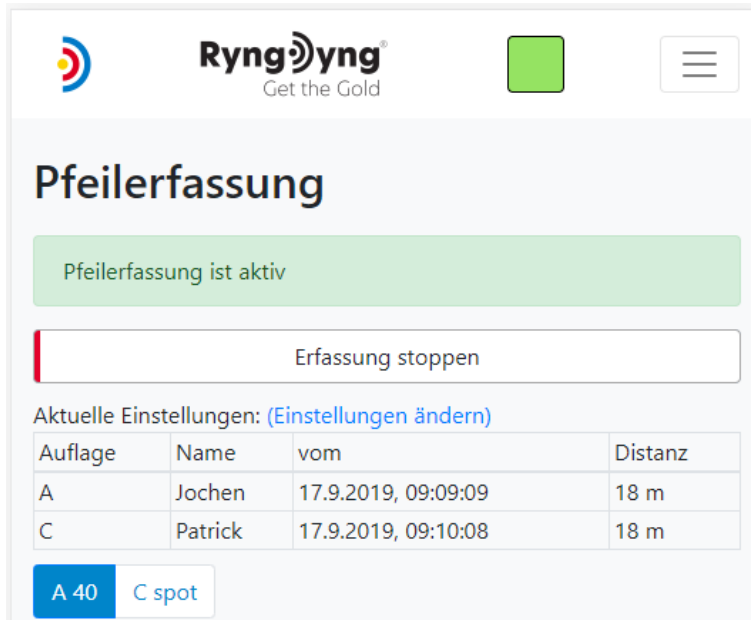 RyngDyng®
Get the Gold
Pfeilerfassung
Pfeilerfassung ist aktiv
Erfassung stoppen
Aktuelle Einstellungen: (Einstellungen ändern)
Auflage Name vom Distanz
A Jochen 17.9.2019, 09:09:09 18 m
C Patrick 17.9.2019, 09:10:08 18 m
A 40 C spot